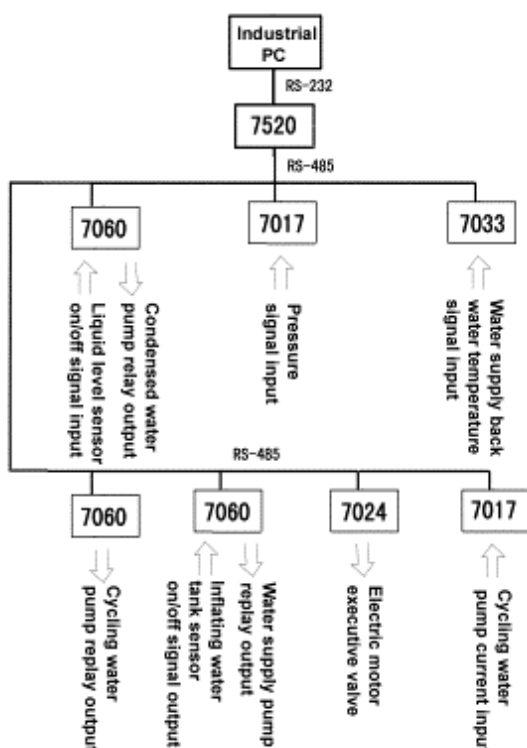 Industrial
PC
RS-232
7520
RS-485
7060
7017
7033
Liquid level sensor
on/off signal input
Condensed water
pump relay output
Pressure
signal input
Water supply back
water temperature
signal input
RS-485
7060
7060
7024
7017
Cycling water
pump replay output
Inflating water
tank sensor
on/off signal output
Water supply pump
replay output
Electric motor
executive valve
Cycling water
pump current input